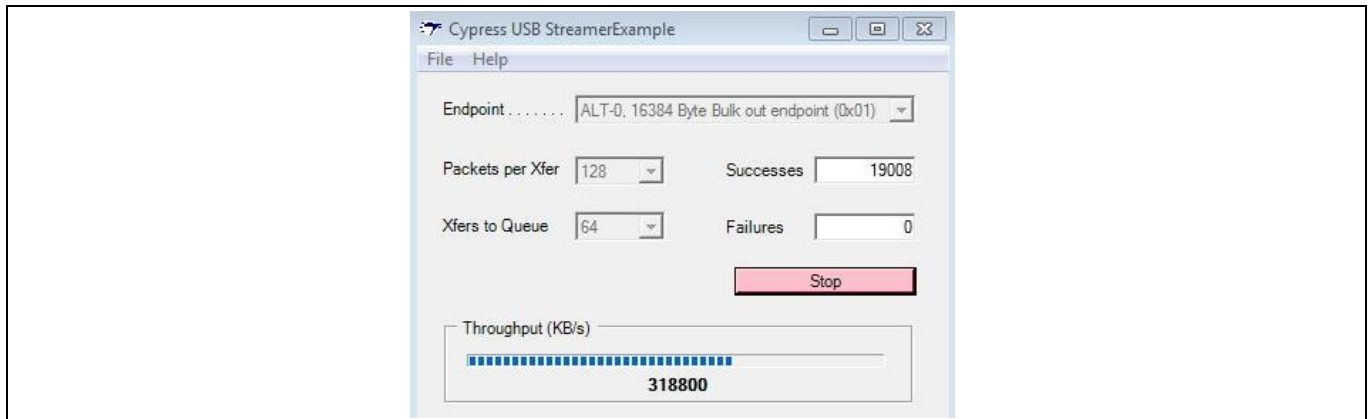 Cypress USB StreamerExample
File Help
Endpoint . . . . . . . ALT-0, 16384 Byte Bulk out endpoint (0x01)
Packets per Xfer 128 Successes 19008
Xfers to Queue 64 Failures 0
Stop
Throughput (KB/s)
318800